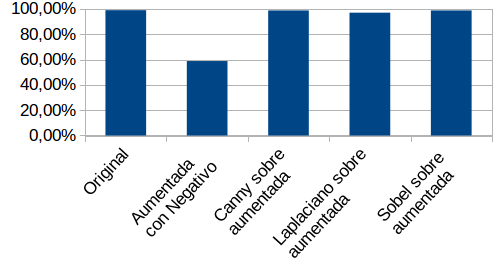 100,00%
80,00%
60,00%
40,00%
20,00%
0,00%
Original
Aumentada
con Negativo
Canny sobre
aumentada
Laplaciano sobre
aumentada
Sobel sobre
aumentada